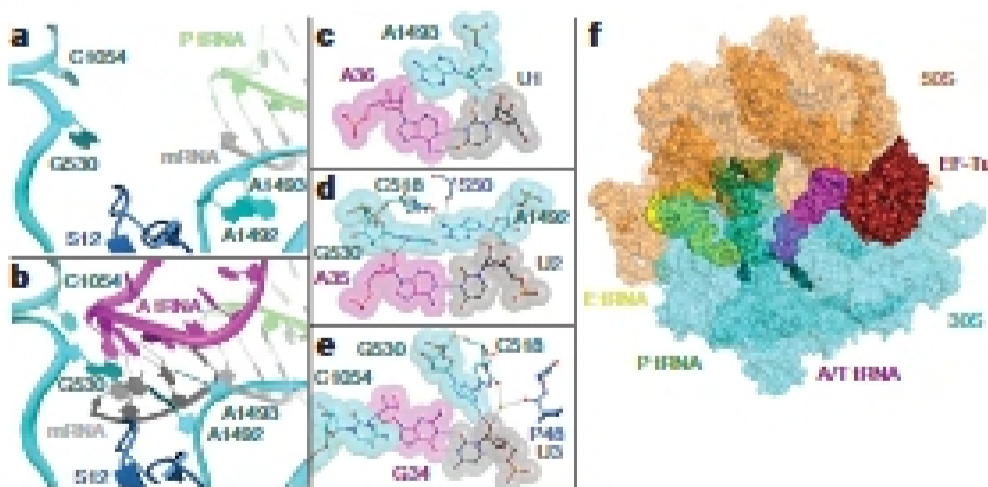 a
C1054
P tRNA
G530
mRNA
A1493
A1492
S12
b
C1054
A tRNA
G530
A1493
A1492
mRNA
S12
c
A1493
A36
U1
d
C518
S50
A1492
G530
A35
U2
e
G530
C518
C1054
P48
U3
G34
f
50S
EF-Tu
E tRNA
30S
P tRNA
A/T tRNA